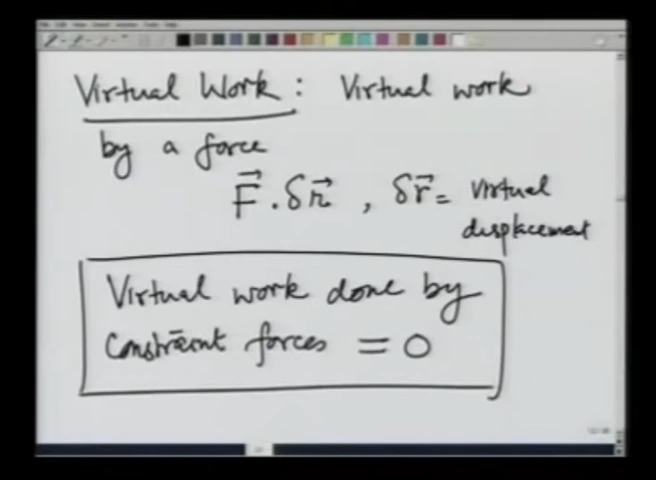 Virtual Work : Virtual work
by a force
F⃗ . δr⃗ , δr⃗ = virtual
displacement
Virtual work done by
Constraint forces = 0